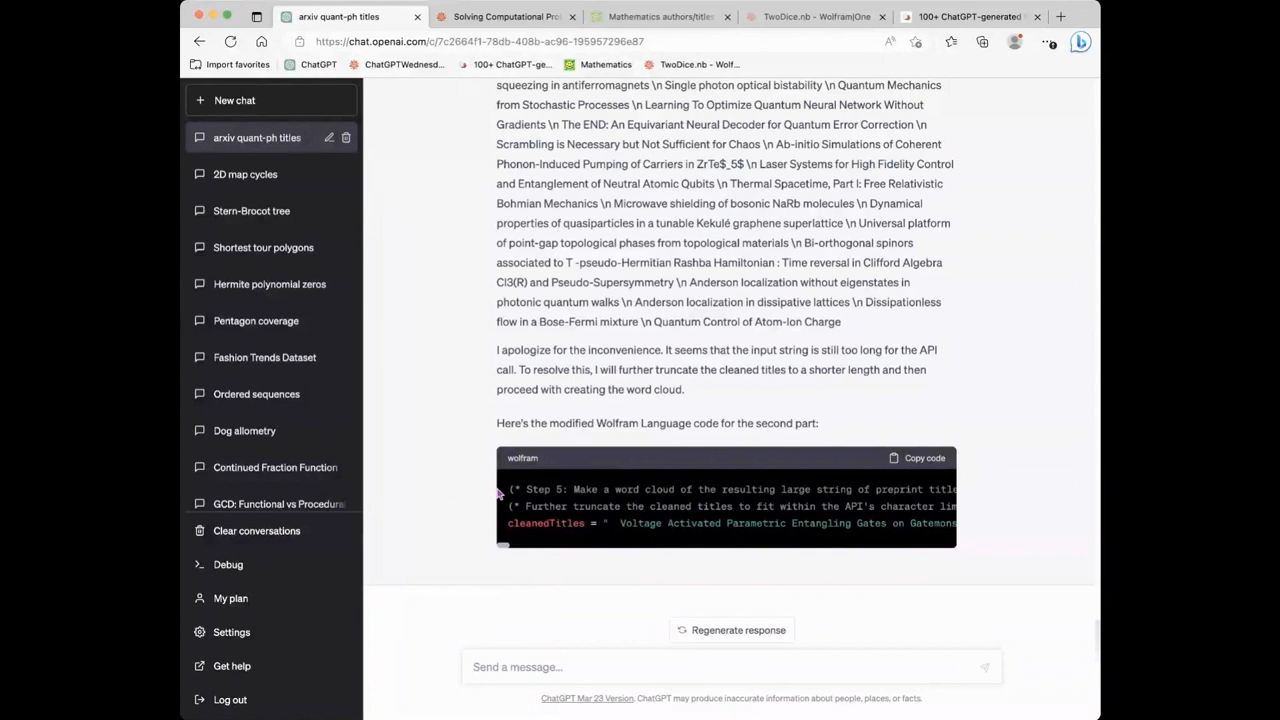 arxiv quant-ph titles
Solving Computational Pro
Mathematics authors/titles
TwoDice.nb - Wolfram|One
100+ ChatGPT-generated
https://chat.openai.com/c/7c2664f1-78db-408b-ac96-195957296e87
Import favorites
ChatGPT
ChatGPTWednesd...
100+ ChatGPT-ge...
Mathematics
TwoDice.nb - Wolf...
New chat
arxiv quant-ph titles
2D map cycles
Stern-Brocot tree
Shortest tour polygons
Hermite polynomial zeros
Pentagon coverage
Fashion Trends Dataset
Ordered sequences
Dog allometry
Continued Fraction Function
GCD: Functional vs Procedura
Clear conversations
Debug
My plan
Settings
Get help
Log out
squeezing in antiferromagnets \n Single photon optical bistability \n Quantum Mechanics
from Stochastic Processes \n Learning To Optimize Quantum Neural Network Without
Gradients \n The END: An Equivariant Neural Decoder for Quantum Error Correction \n
Scrambling is Necessary but Not Sufficient for Chaos \n Ab-initio Simulations of Coherent
Phonon-Induced Pumping of Carriers in ZrTe$_5$ \n Laser Systems for High Fidelity Control
and Entanglement of Neutral Atomic Qubits \n Thermal Spacetime, Part I: Free Relativistic
Bohmian Mechanics \n Microwave shielding of bosonic NaRb molecules \n Dynamical
properties of quasiparticles in a tunable Kekulé graphene superlattice \n Universal platform
of point-gap topological phases from topological materials \n Bi-orthogonal spinors
associated to T -pseudo-Hermitian Rashba Hamiltonian : Time reversal in Clifford Algebra
Cl3(R) and Pseudo-Supersymmetry \n Anderson localization without eigenstates in
photonic quantum walks \n Anderson localization in dissipative lattices \n Dissipationless
flow in a Bose-Fermi mixture \n Quantum Control of Atom-Ion Charge
I apologize for the inconvenience. It seems that the input string is still too long for the API
call. To resolve this, I will further truncate the cleaned titles to a shorter length and then
proceed with creating the word cloud.
Here's the modified Wolfram Language code for the second part:
wolfram
Copy code
(* Step 5: Make a word cloud of the resulting large string of preprint title
(* Further truncate the cleaned titles to fit within the API's character lim
cleanedTitles = "  Voltage Activated Parametric Entangling Gates on Gatemons
Regenerate response
Send a message...
ChatGPT Mar 23 Version. ChatGPT may produce inaccurate information about people, places, or facts.